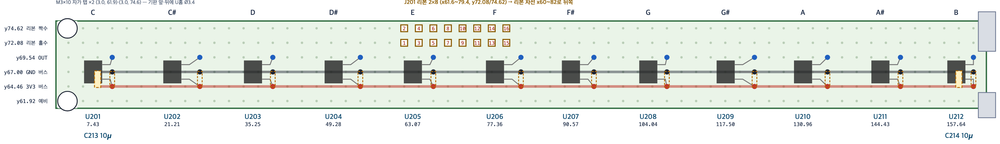 M3×10 자가 탭 ×2 (3.0, 61.9)·(3.0, 74.6) — 기판 앞·뒤에 U홈 Ø3.4
J201 리본 2×8 (x61.6~79.4, y72.08/74.62) → 리본 차선 x60~82로 뒤쪽
C C# D D# E F F# G G# A A# B
y74.62 리본 짝수
2 4 6 8 10 12 14 16
y72.08 리본 홀수
1 3 5 7 9 11 13 15
y69.54 OUT
y67.00 GND 버스
y64.46 3V3 버스
y61.92 예비
U201 U202 U203 U204 U205 U206 U207 U208 U209 U210 U211 U212
7.43 21.21 35.25 49.28 63.07 77.36 90.57 104.04 117.50 130.96 144.43 157.64
C213 10μ C214 10μ